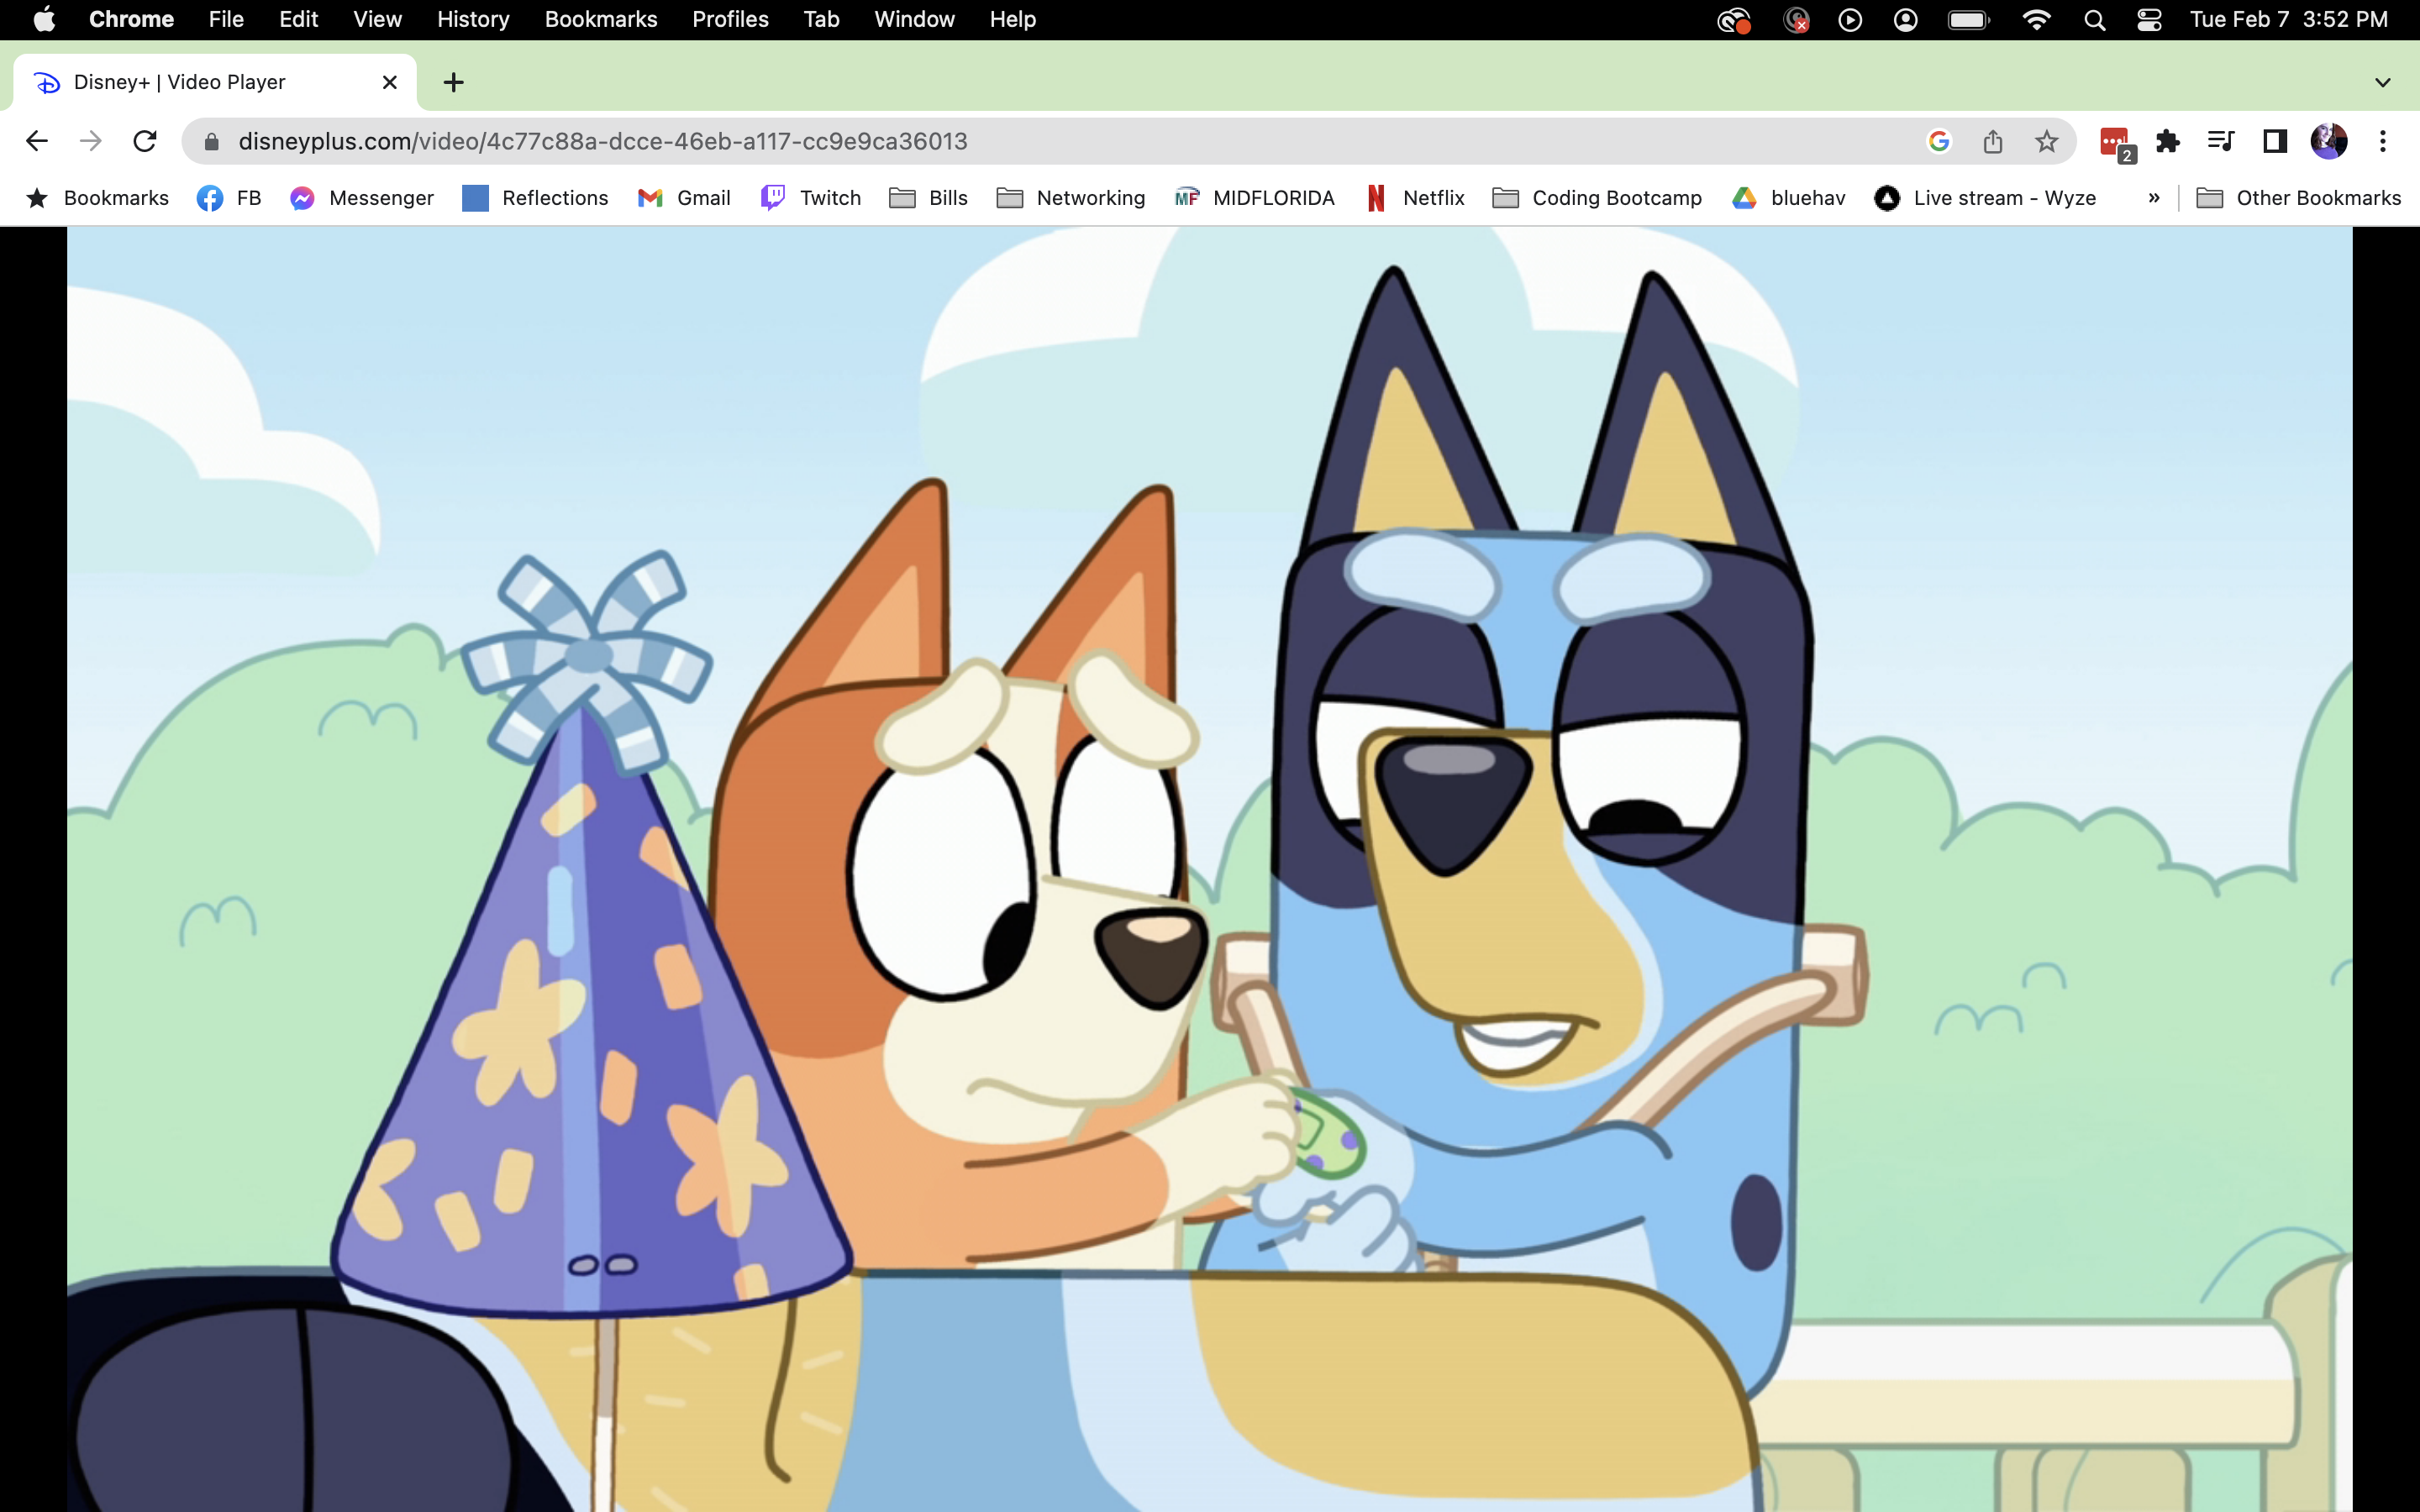 Chrome File Edit View History Bookmarks Profiles Tab Window Help Tue Feb 7 3:52 PM
Disney+ | Video Player
disneyplus.com/video/4c77c88a-dcce-46eb-a117-cc9e9ca36013 2
Bookmarks FB Messenger Reflections Gmail Twitch Bills Networking MF MIDFLORIDA Netflix Coding Bootcamp bluehav Live stream - Wyze » Other Bookmarks